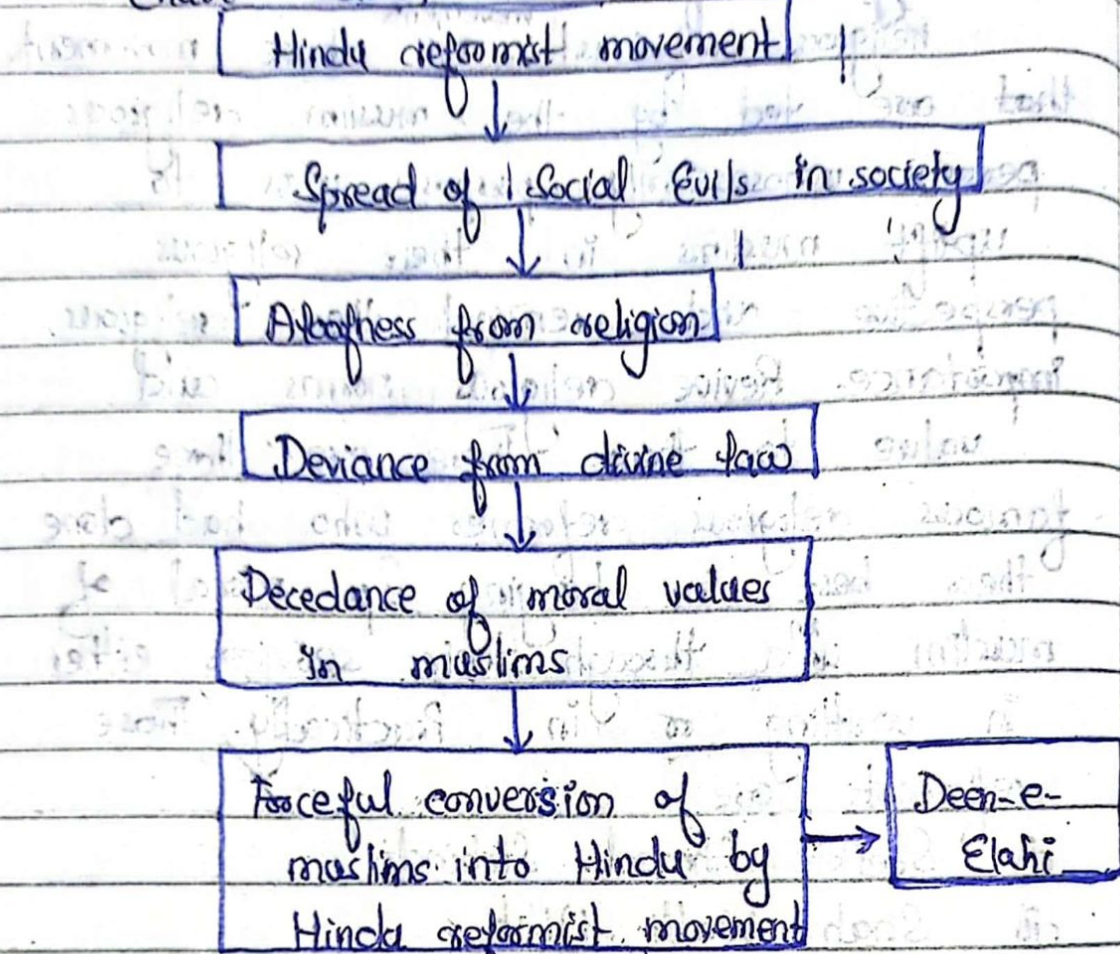 Hindu reformist movement
Spread of Social Evils in society
Aloofness from religion
Deviance from divine law
Decedance of moral values
in muslims
Forceful conversion of
muslims into Hindu by
Hindu reformist movement
Deen-e-
Elahi